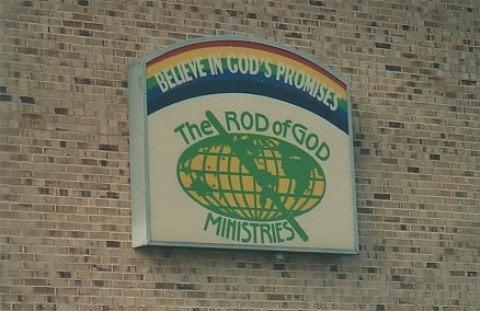 BELIEVE IN GOD'S PROMISES
The ROD of GOD
MINISTRIES